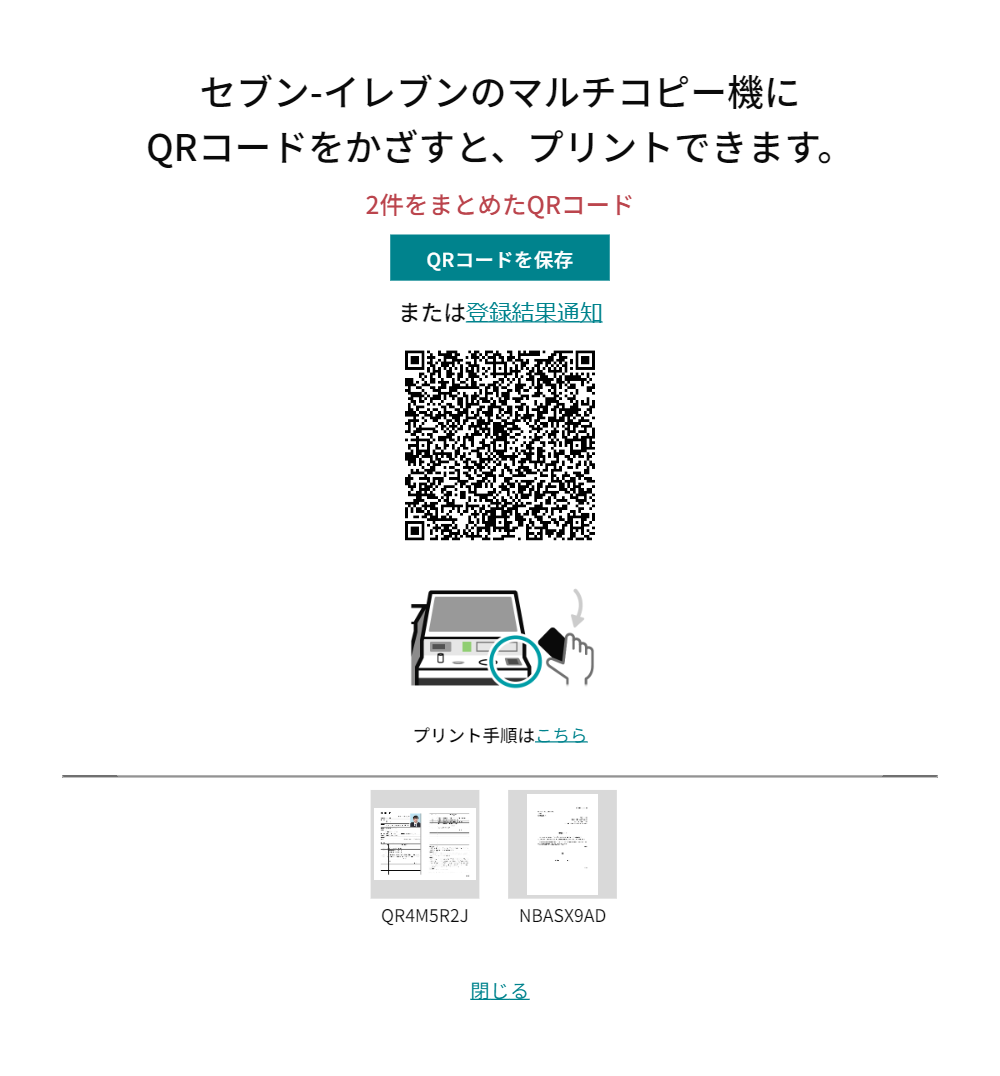 セブン-イレブンのマルチコピー機に
QRコードをかざすと、プリントできます。
2件をまとめたQRコード
QRコードを保存
または登録結果通知
プリント手順はこちら
QR4M5R2J
NBASX9AD
閉じる